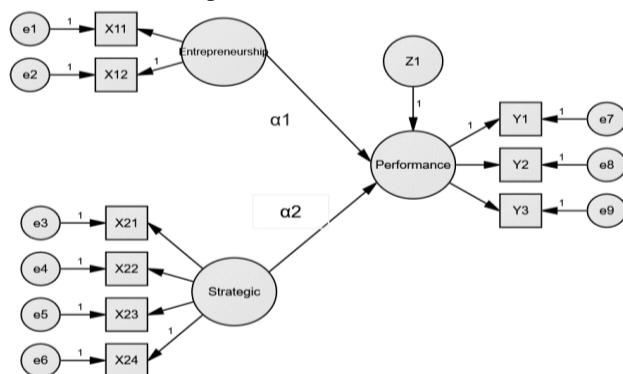 e1 1 X11
Entrepreneurship
e2 1 X12 1
Z1
1
α1
1 Y1 1 e7
Performance
Y2 1 e8
Y3 1 e9
α2
e3 1 X21
e4 1 X22
Strategic
e5 1 X23
1
e6 1 X24